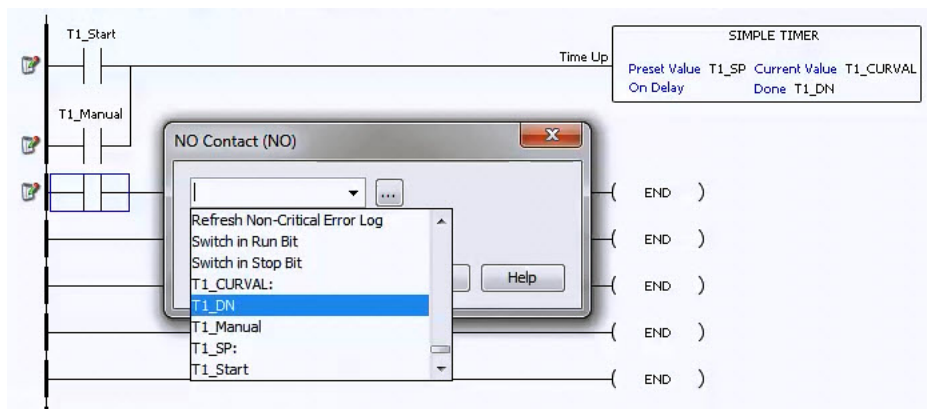 T1_Start
Time Up
SIMPLE TIMER
Preset Value T1_SP Current Value T1_CURVAL
On Delay Done T1_DN
T1_Manual
NO Contact (NO)
...
Refresh Non-Critical Error Log
Switch in Run Bit
Switch in Stop Bit
T1_CURVAL:
T1_DN
T1_Manual
T1_SP:
T1_Start
Help
END
END
END
END
END